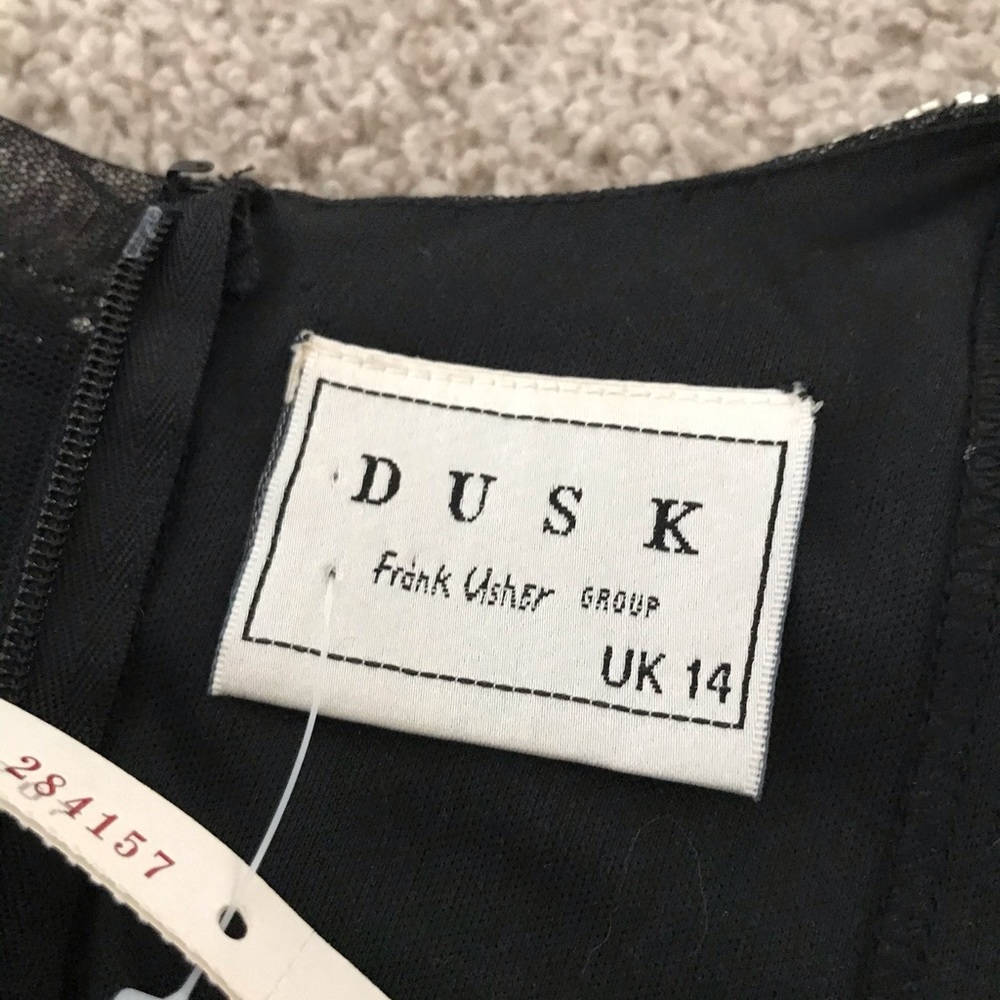 D U S K
Frank Usher GROUP
UK 14
284157